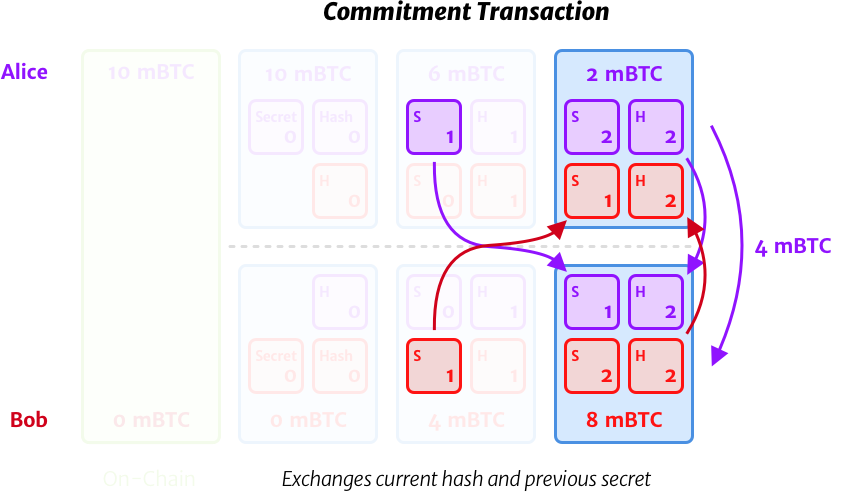 Commitment Transaction
Alice
10 mBTC
10 mBTC
6 mBTC
2 mBTC
Secret 0
Hash 0
S 1
H 1
S 2
H 2
H 0
S 0
H 1
S 1
H 2
4 mBTC
H 0
S 0
H 1
S 1
H 2
Secret 0
Hash 0
S 1
H 1
S 2
H 2
Bob
0 mBTC
0 mBTC
4 mBTC
8 mBTC
On-Chain
Exchanges current hash and previous secret